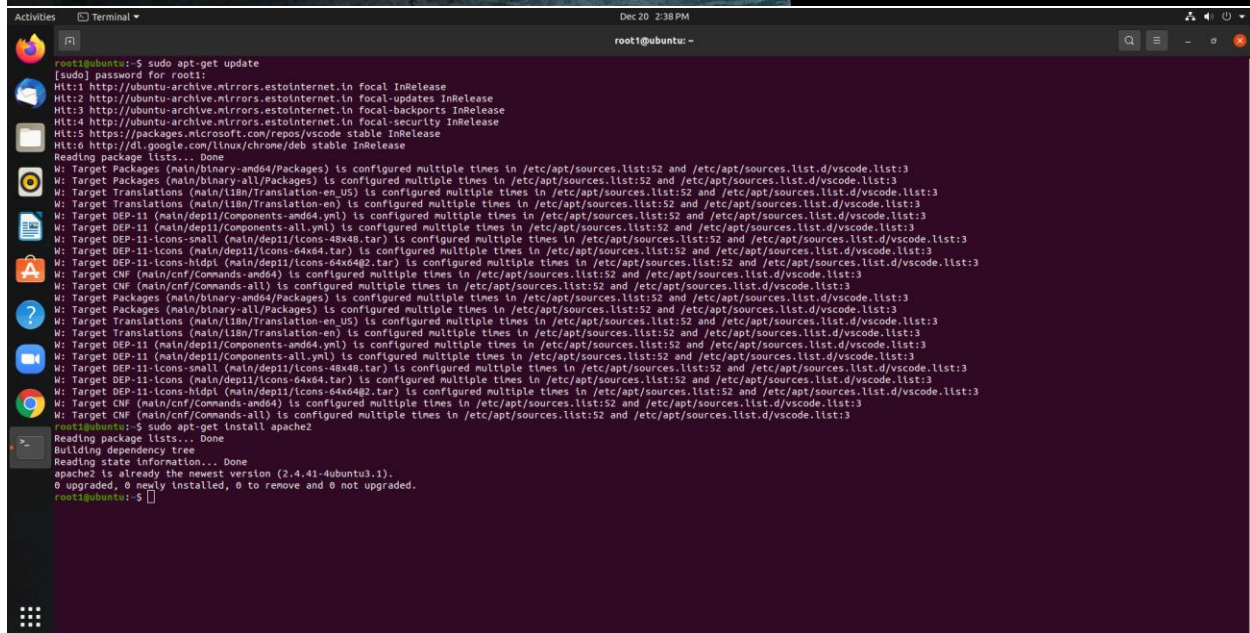 Activities
Terminal
Dec 20 2:38 PM
root1@ubuntu: ~
root1@ubuntu:~$ sudo apt-get update
[sudo] password for root1:
Hit:1 http://ubuntu-archive.mirrors.estointernet.in focal InRelease
Hit:2 http://ubuntu-archive.mirrors.estointernet.in focal-updates InRelease
Hit:3 http://ubuntu-archive.mirrors.estointernet.in focal-backports InRelease
Hit:4 http://ubuntu-archive.mirrors.estointernet.in focal-security InRelease
Hit:5 https://packages.microsoft.com/repos/vscode stable InRelease
Hit:6 http://dl.google.com/linux/chrome/deb stable InRelease
Reading package lists... Done
W: Target Packages (main/binary-amd64/Packages) is configured multiple times in /etc/apt/sources.list:52 and /etc/apt/sources.list.d/vscode.list:3
W: Target Packages (main/binary-all/Packages) is configured multiple times in /etc/apt/sources.list:52 and /etc/apt/sources.list.d/vscode.list:3
W: Target Translations (main/i18n/Translation-en_US) is configured multiple times in /etc/apt/sources.list:52 and /etc/apt/sources.list.d/vscode.list:3
W: Target Translations (main/i18n/Translation-en) is configured multiple times in /etc/apt/sources.list:52 and /etc/apt/sources.list.d/vscode.list:3
W: Target DEP-11 (main/dep11/Components-amd64.yml) is configured multiple times in /etc/apt/sources.list:52 and /etc/apt/sources.list.d/vscode.list:3
W: Target DEP-11 (main/dep11/Components-all.yml) is configured multiple times in /etc/apt/sources.list:52 and /etc/apt/sources.list.d/vscode.list:3
W: Target DEP-11-icons-small (main/dep11/icons-48x48.tar) is configured multiple times in /etc/apt/sources.list:52 and /etc/apt/sources.list.d/vscode.list:3
W: Target DEP-11-icons (main/dep11/icons-64x64.tar) is configured multiple times in /etc/apt/sources.list:52 and /etc/apt/sources.list.d/vscode.list:3
W: Target DEP-11-icons-hidpi (main/dep11/icons-64x64@2.tar) is configured multiple times in /etc/apt/sources.list:52 and /etc/apt/sources.list.d/vscode.list:3
W: Target CNF (main/cnf/Commands-amd64) is configured multiple times in /etc/apt/sources.list:52 and /etc/apt/sources.list.d/vscode.list:3
W: Target CNF (main/cnf/Commands-all) is configured multiple times in /etc/apt/sources.list:52 and /etc/apt/sources.list.d/vscode.list:3
W: Target Packages (main/binary-amd64/Packages) is configured multiple times in /etc/apt/sources.list:52 and /etc/apt/sources.list.d/vscode.list:3
W: Target Packages (main/binary-all/Packages) is configured multiple times in /etc/apt/sources.list:52 and /etc/apt/sources.list.d/vscode.list:3
W: Target Translations (main/i18n/Translation-en_US) is configured multiple times in /etc/apt/sources.list:52 and /etc/apt/sources.list.d/vscode.list:3
W: Target Translations (main/i18n/Translation-en) is configured multiple times in /etc/apt/sources.list:52 and /etc/apt/sources.list.d/vscode.list:3
W: Target DEP-11 (main/dep11/Components-amd64.yml) is configured multiple times in /etc/apt/sources.list:52 and /etc/apt/sources.list.d/vscode.list:3
W: Target DEP-11 (main/dep11/Components-all.yml) is configured multiple times in /etc/apt/sources.list:52 and /etc/apt/sources.list.d/vscode.list:3
W: Target DEP-11-icons-small (main/dep11/icons-48x48.tar) is configured multiple times in /etc/apt/sources.list:52 and /etc/apt/sources.list.d/vscode.list:3
W: Target DEP-11-icons (main/dep11/icons-64x64.tar) is configured multiple times in /etc/apt/sources.list:52 and /etc/apt/sources.list.d/vscode.list:3
W: Target DEP-11-icons-hidpi (main/dep11/icons-64x64@2.tar) is configured multiple times in /etc/apt/sources.list:52 and /etc/apt/sources.list.d/vscode.list:3
W: Target CNF (main/cnf/Commands-amd64) is configured multiple times in /etc/apt/sources.list:52 and /etc/apt/sources.list.d/vscode.list:3
W: Target CNF (main/cnf/Commands-all) is configured multiple times in /etc/apt/sources.list:52 and /etc/apt/sources.list.d/vscode.list:3
root1@ubuntu:~$ sudo apt-get install apache2
Reading package lists... Done
Building dependency tree
Reading state information... Done
apache2 is already the newest version (2.4.41-4ubuntu3.1).
0 upgraded, 0 newly installed, 0 to remove and 0 not upgraded.
root1@ubuntu:~$